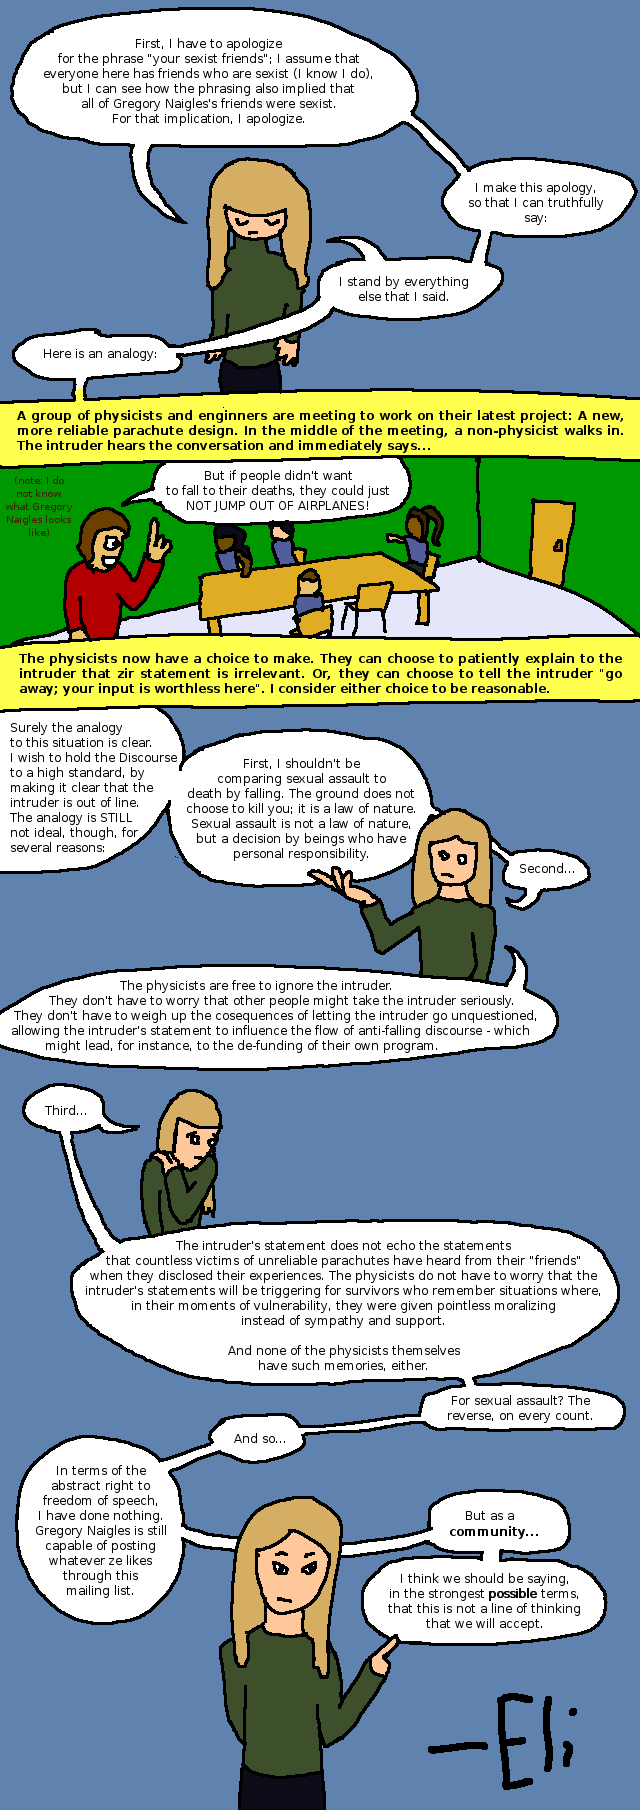 First, I have to apologize
for the phrase "your sexist friends"; I assume that
everyone here has friends who are sexist (I know I do),
but I can see how the phrasing also implied that
all of Gregory Naigles's friends were sexist.
For that implication, I apologize.
I make this apology,
so that I can truthfully
say:
I stand by everything
else that I said.
Here is an analogy:
A group of physicists and enginners are meeting to work on their latest project: A new,
more reliable parachute design. In the middle of the meeting, a non-physicist walks in.
The intruder hears the conversation and immediately says...
(note: I do
not know
what Gregory
Naigles looks
like)
But if people didn't want
to fall to their deaths, they could just
NOT JUMP OUT OF AIRPLANES!
The physicists now have a choice to make. They can choose to patiently explain to the
intruder that zir statement is irrelevant. Or, they can choose to tell the intruder "go
away; your input is worthless here". I consider either choice to be reasonable.
Surely the analogy
to this situation is clear.
I wish to hold the Discourse
to a high standard, by
making it clear that the
intruder is out of line.
The analogy is STILL
not ideal, though, for
several reasons:
First, I shouldn't be
comparing sexual assault to
death by falling. The ground does not
choose to kill you; it is a law of nature.
Sexual assault is not a law of nature,
but a decision by beings who have
personal responsibility.
Second...
The physicists are free to ignore the intruder.
They don't have to worry that other people might take the intruder seriously.
They don't have to weigh up the cosequences of letting the intruder go unquestioned,
allowing the intruder's statement to influence the flow of anti-falling discourse - which
might lead, for instance, to the de-funding of their own program.
Third...
The intruder's statement does not echo the statements
that countless victims of unreliable parachutes have heard from their "friends"
when they disclosed their experiences. The physicists do not have to worry that the
intruder's statements will be triggering for survivors who remember situations where,
in their moments of vulnerability, they were given pointless moralizing
instead of sympathy and support.
And none of the physicists themselves
have such memories, either.
For sexual assault? The
reverse, on every count.
And so...
In terms of the
abstract right to
freedom of speech,
I have done nothing.
Gregory Naigles is still
capable of posting
whatever ze likes
through this
mailing list.
But as a
community...
I think we should be saying,
in the strongest possible terms,
that this is not a line of thinking
that we will accept.
—Eli